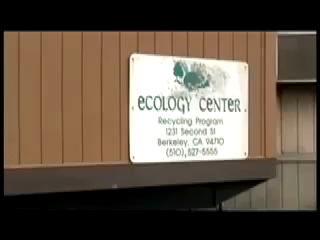 ecology center
Recycling Program
1231 Second St
Berkeley, CA 94710
(510) 527-5555